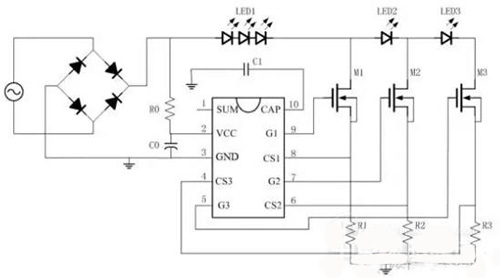 LED1
LED2
LED3
C1
M1
M2
M3
R0
1
SUM
CAP
10
2
VCC
G1
9
C0
3
GND
CS1
8
4
CS3
G2
7
5
G3
CS2
6
R1
R2
R3